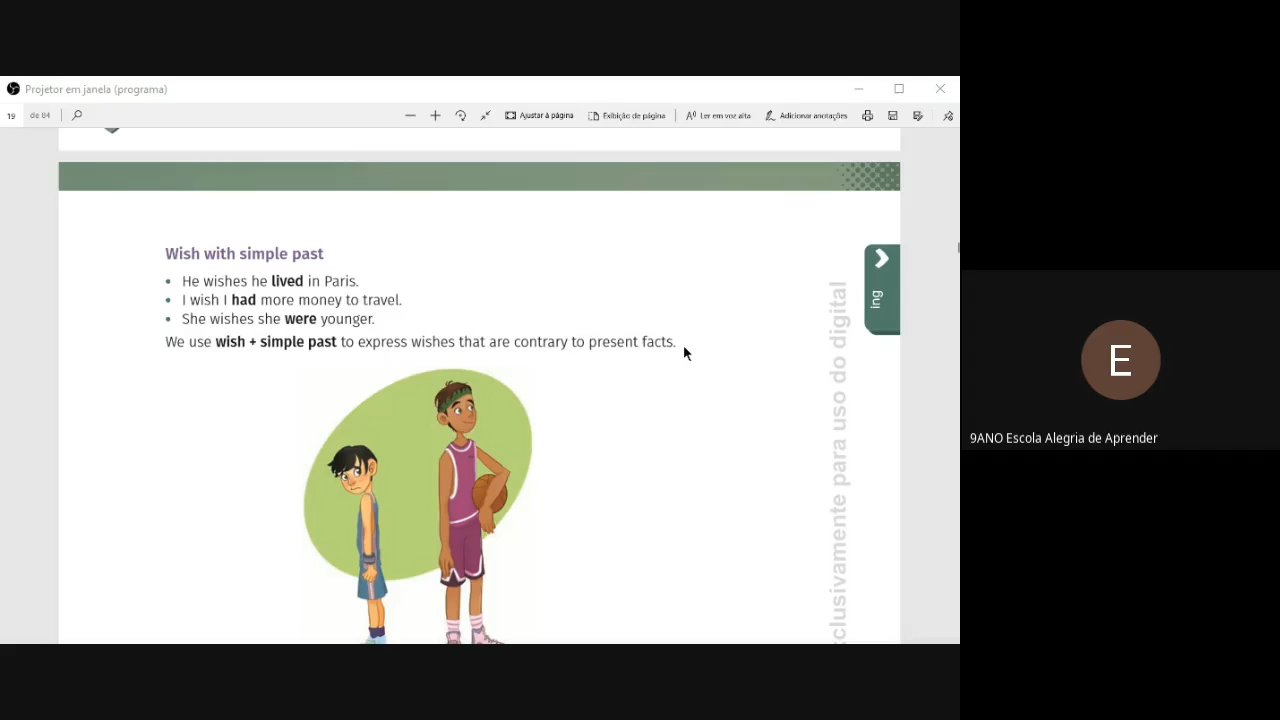 Projetor em janela (programa)
19 de 84 Ajustar à página Exibição de página Ler em voz alta Adicionar anotações
Wish with simple past
• He wishes he lived in Paris.
• I wish I had more money to travel.
• She wishes she were younger.
We use wish + simple past to express wishes that are contrary to present facts.
ing
clusivamente para uso do digital
E
9ANO Escola Alegria de Aprender